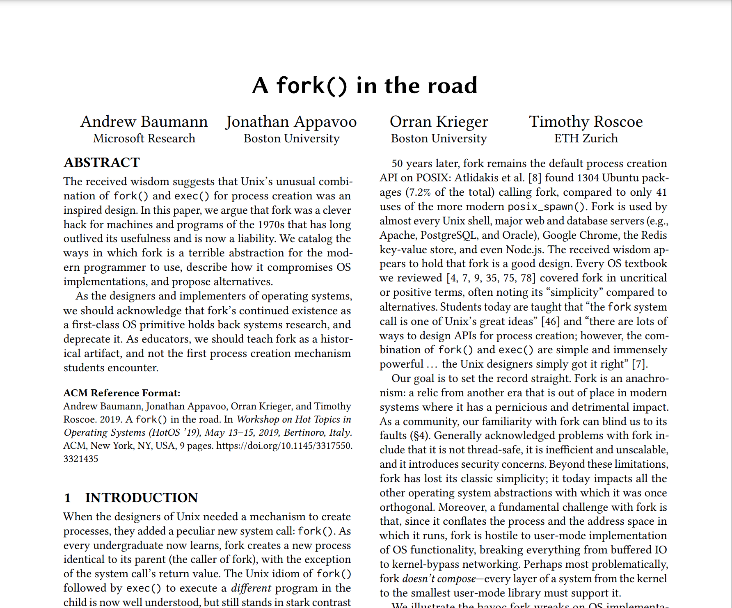 A fork() in the road
Andrew Baumann Jonathan Appavoo Orran Krieger Timothy Roscoe
Microsoft Research Boston University Boston University ETH Zurich
ABSTRACT
The received wisdom suggests that Unix's unusual combi-
nation of fork() and exec() for process creation was an
inspired design. In this paper, we argue that fork was a clever
hack for machines and programs of the 1970s that has long
outlived its usefulness and is now a liability. We catalog the
ways in which fork is a terrible abstraction for the mod-
ern programmer to use, describe how it compromises OS
implementations, and propose alternatives.
As the designers and implementers of operating systems,
we should acknowledge that fork's continued existence as
a first-class OS primitive holds back systems research, and
deprecate it. As educators, we should teach fork as a histor-
ical artifact, and not the first process creation mechanism
students encounter.
ACM Reference Format:
Andrew Baumann, Jonathan Appavoo, Orran Krieger, and Timothy
Roscoe. 2019. A fork() in the road. In Workshop on Hot Topics in
Operating Systems (HotOS '19), May 13–15, 2019, Bertinoro, Italy.
ACM, New York, NY, USA, 9 pages. https://doi.org/10.1145/3317550.
3321435
1 INTRODUCTION
When the designers of Unix needed a mechanism to create
processes, they added a peculiar new system call: fork(). As
every undergraduate now learns, fork creates a new process
identical to its parent (the caller of fork), with the exception
of the system call's return value. The Unix idiom of fork()
followed by exec() to execute a different program in the
child is now well understood, but still stands in stark contrast
50 years later, fork remains the default process creation
API on POSIX: Atlidakis et al. [8] found 1304 Ubuntu pack-
ages (7.2% of the total) calling fork, compared to only 41
uses of the more modern posix_spawn(). Fork is used by
almost every Unix shell, major web and database servers (e.g.,
Apache, PostgreSQL, and Oracle), Google Chrome, the Redis
key-value store, and even Node.js. The received wisdom ap-
pears to hold that fork is a good design. Every OS textbook
we reviewed [4, 7, 9, 35, 75, 78] covered fork in uncritical
or positive terms, often noting its "simplicity" compared to
alternatives. Students today are taught that "the fork system
call is one of Unix's great ideas" [46] and "there are lots of
ways to design APIs for process creation; however, the com-
bination of fork() and exec() are simple and immensely
powerful ... the Unix designers simply got it right" [7].
Our goal is to set the record straight. Fork is an anachro-
nism: a relic from another era that is out of place in modern
systems where it has a pernicious and detrimental impact.
As a community, our familiarity with fork can blind us to its
faults (§4). Generally acknowledged problems with fork in-
clude that it is not thread-safe, it is inefficient and unscalable,
and it introduces security concerns. Beyond these limitations,
fork has lost its classic simplicity; it today impacts all the
other operating system abstractions with which it was once
orthogonal. Moreover, a fundamental challenge with fork is
that, since it conflates the process and the address space in
which it runs, fork is hostile to user-mode implementation
of OS functionality, breaking everything from buffered IO
to kernel-bypass networking. Perhaps most problematically,
fork doesn't compose—every layer of a system from the kernel
to the smallest user-mode library must support it.
We illustrate the havoc fork wreaks on OS implementa-